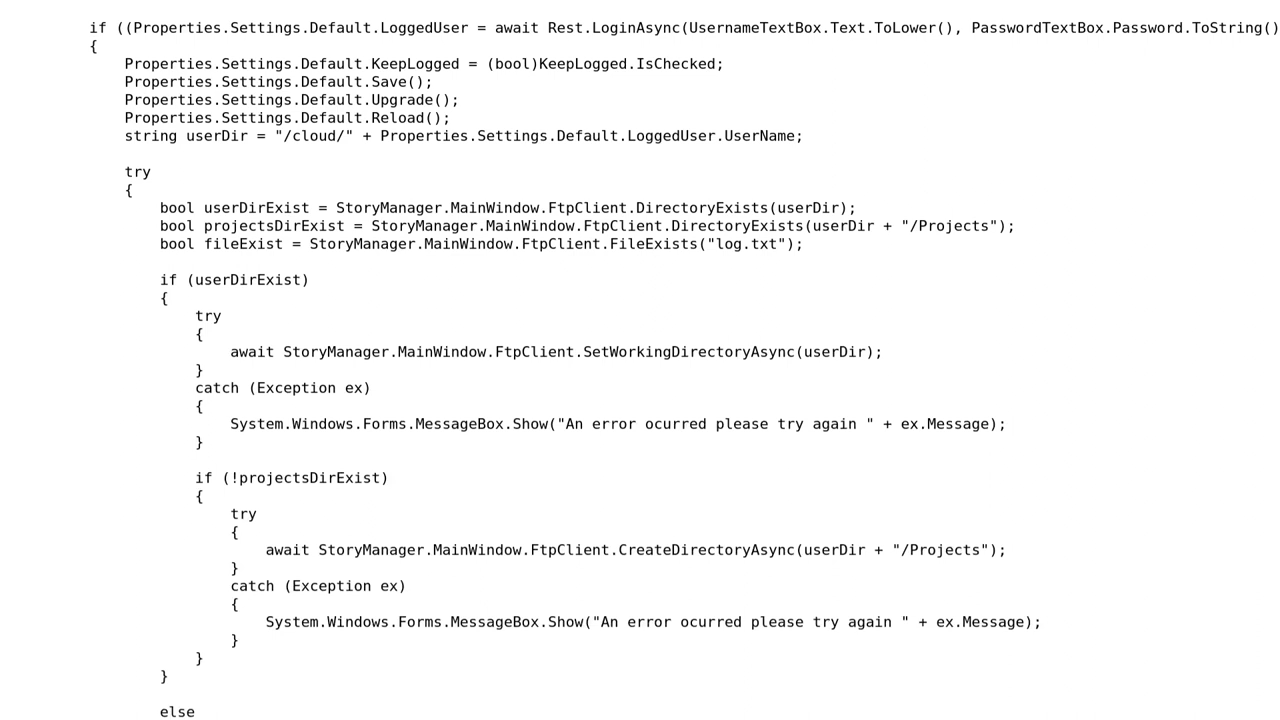 if ((Properties.Settings.Default.LoggedUser = await Rest.LoginAsync(UsernameTextBox.Text.ToLower(), PasswordTextBox.Password.ToString()
{
Properties.Settings.Default.KeepLogged = (bool)KeepLogged.IsChecked;
Properties.Settings.Default.Save();
Properties.Settings.Default.Upgrade();
Properties.Settings.Default.Reload();
string userDir = "/cloud/" + Properties.Settings.Default.LoggedUser.UserName;
try
{
bool userDirExist = StoryManager.MainWindow.FtpClient.DirectoryExists(userDir);
bool projectsDirExist = StoryManager.MainWindow.FtpClient.DirectoryExists(userDir + "/Projects");
bool fileExist = StoryManager.MainWindow.FtpClient.FileExists("log.txt");
if (userDirExist)
{
try
{
await StoryManager.MainWindow.FtpClient.SetWorkingDirectoryAsync(userDir);
}
catch (Exception ex)
{
System.Windows.Forms.MessageBox.Show("An error ocurred please try again " + ex.Message);
}
if (!projectsDirExist)
{
try
{
await StoryManager.MainWindow.FtpClient.CreateDirectoryAsync(userDir + "/Projects");
}
catch (Exception ex)
{
System.Windows.Forms.MessageBox.Show("An error ocurred please try again " + ex.Message);
}
}
}
else